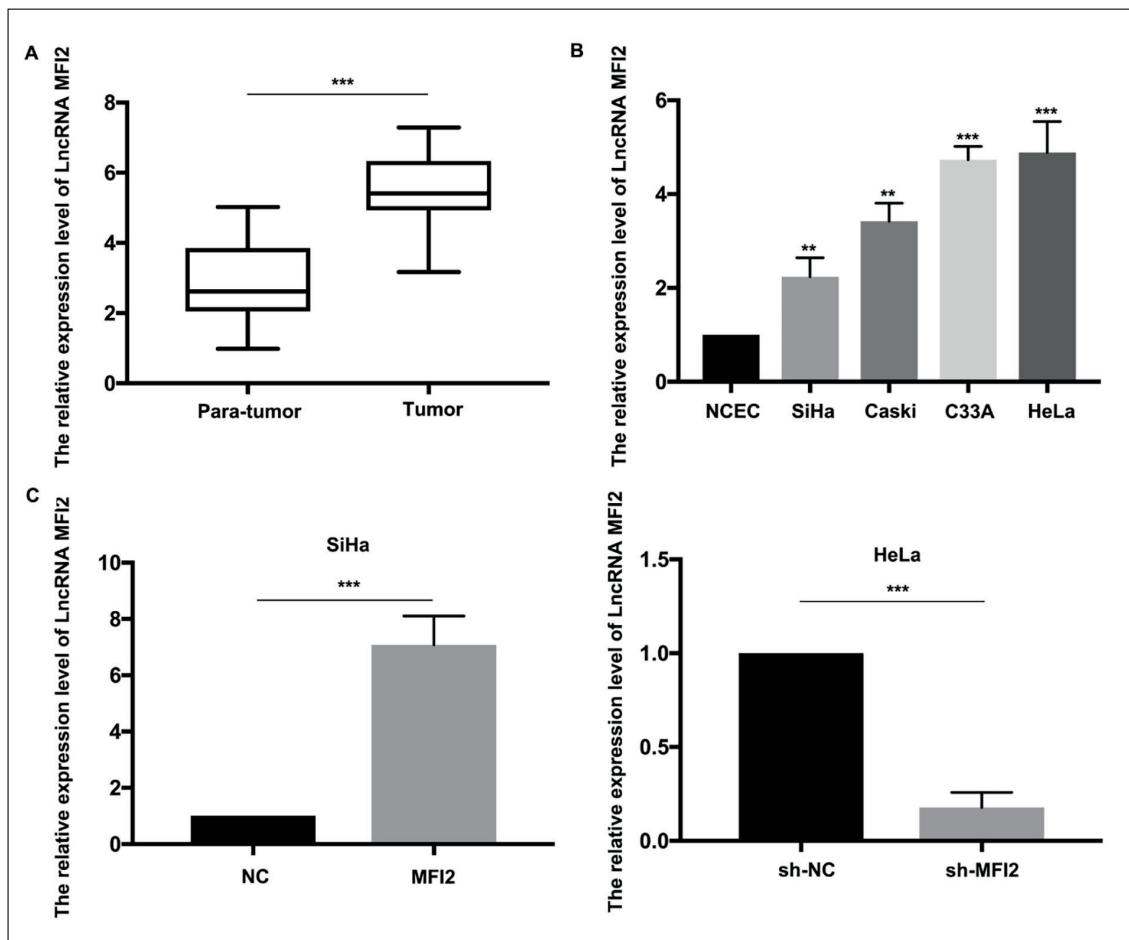 A
The relative expression level of LncRNA MFI2
***
8
6
4
2
0
Para-tumor Tumor
B
The relative expression level of LncRNA MFI2
6
4
2
0
** ** *** ***
NCEC SiHa Caski C33A HeLa
C
The relative expression level of LncRNA MFI2
SiHa
***
10
8
6
4
2
0
NC MFI2
The relative expression level of LncRNA MFI2
HeLa
***
1.5
1.0
0.5
0.0
sh-NC sh-MFI2